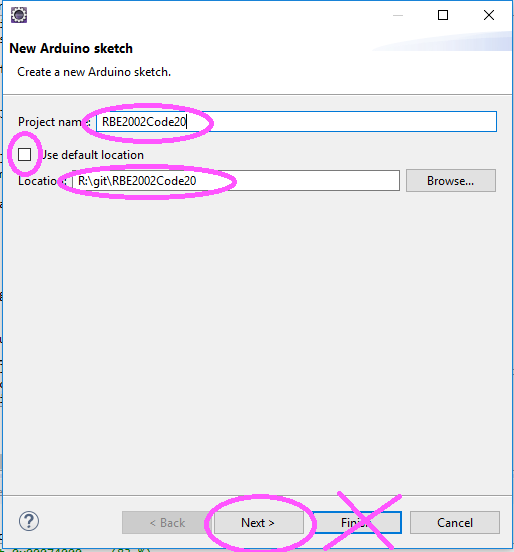 New Arduino sketch
Create a new Arduino sketch.
Project name: RBE2002Code20
Use default location
Location: R:\git\RBE2002Code20 Browse...
? < Back Next > Finish Cancel